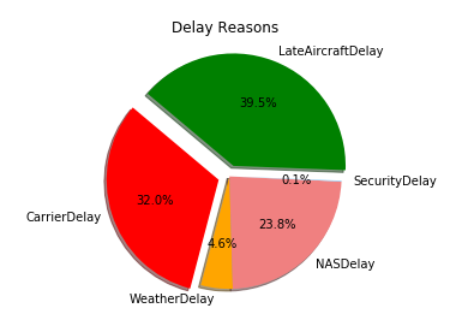 Delay Reasons
LateAircraftDelay
39.5%
0.1%
SecurityDelay
32.0%
CarrierDelay
23.8%
4.6%
NASDelay
WeatherDelay